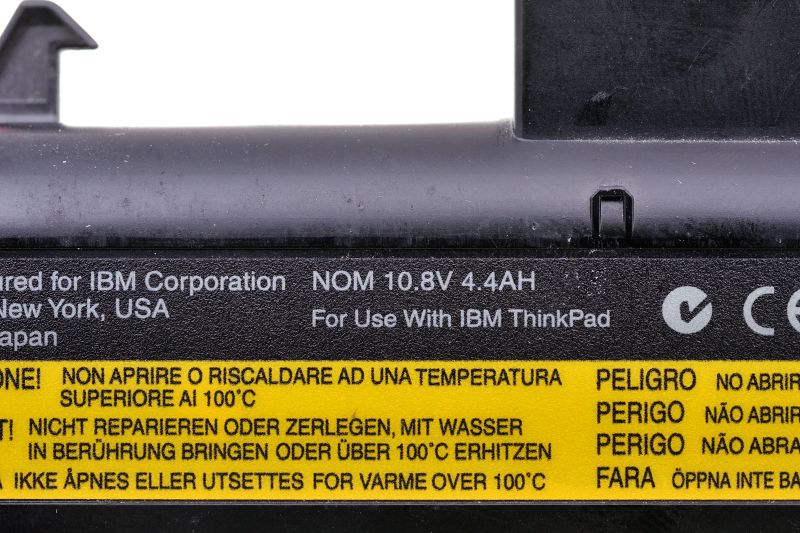 ured for IBM Corporation
New York, USA
apan
NOM 10.8V 4.4AH
For Use With IBM ThinkPad
CE
ONE! NON APRIRE O RISCALDARE AD UNA TEMPERATURA
SUPERIORE AI 100°C
T! NICHT REPARIEREN ODER ZERLEGEN, MIT WASSER
IN BERÜHRUNG BRINGEN ODER ÜBER 100°C ERHITZEN
IKKE ÅPNES ELLER UTSETTES FOR VARME OVER 100°C
PELIGRO NO ABRIR
PERIGO NÃO ABRIR
PERIGO NÃO ABRA
FARA ÖPPNA INTE BA